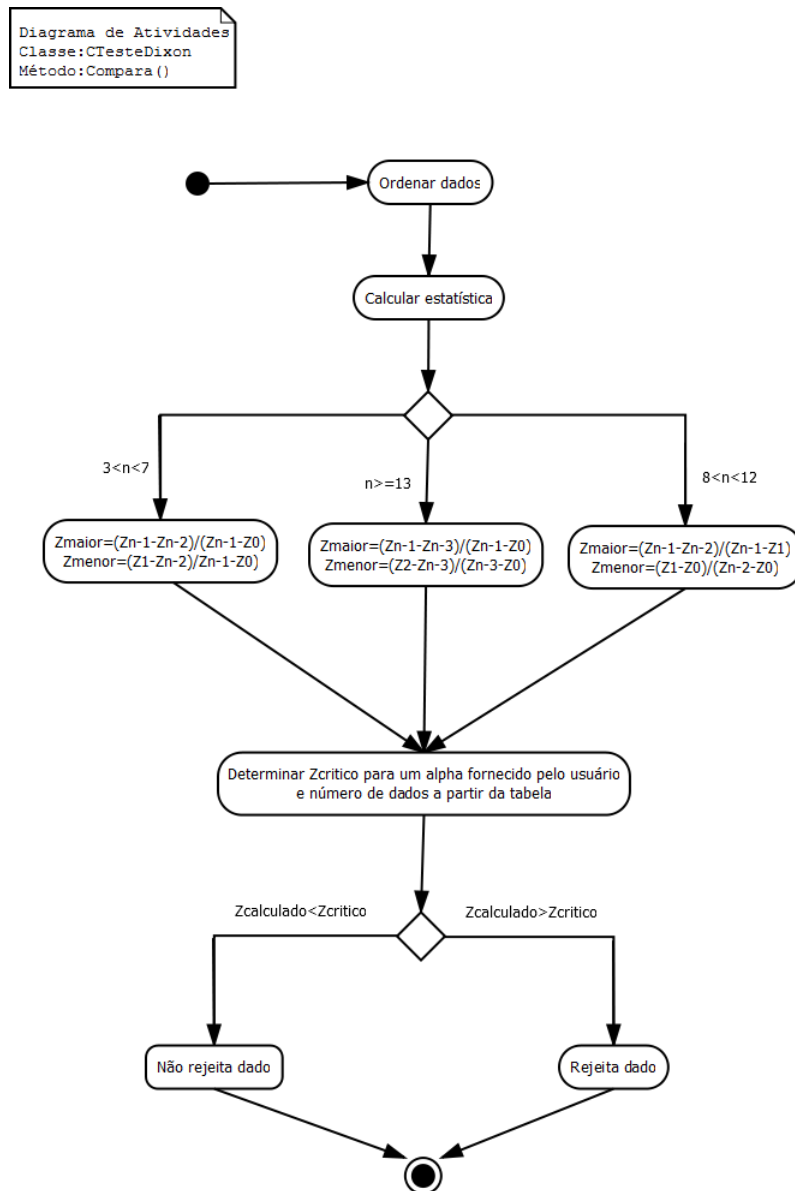 Diagrama de Atividades
Classe:CTesteDixon
Método:Compara()
Ordenar dados
Calcular estatística
3<n<7
n>=13
8<n<12
Zmaior=(Zn-1-Zn-2)/(Zn-1-Z0)
Zmenor=(Z1-Zn-2)/Zn-1-Z0)
Zmaior=(Zn-1-Zn-3)/(Zn-1-Z0)
Zmenor=(Z2-Zn-3)/(Zn-3-Z0)
Zmaior=(Zn-1-Zn-2)/(Zn-1-Z1)
Zmenor=(Z1-Z0)/(Zn-2-Z0)
Determinar Zcritico para um alpha fornecido pelo usuário
e número de dados a partir da tabela
Zcalculado<Zcritico
Zcalculado>Zcritico
Não rejeita dado
Rejeita dado